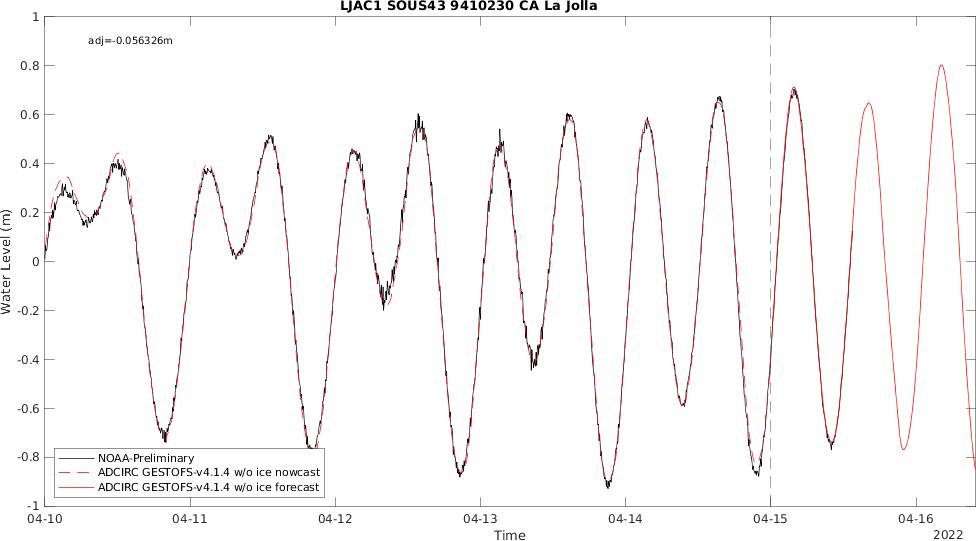 LJAC1 SOUS43 9410230 CA La Jolla
adj=-0.056326m
1
0.8
0.6
0.4
0.2
0
-0.2
-0.4
-0.6
-0.8
-1
Water Level (m)
NOAA-Preliminary
ADCIRC GESTOFS-v4.1.4 w/o ice nowcast
ADCIRC GESTOFS-v4.1.4 w/o ice forecast
04-10 04-11 04-12 04-13 04-14 04-15 04-16
Time
2022